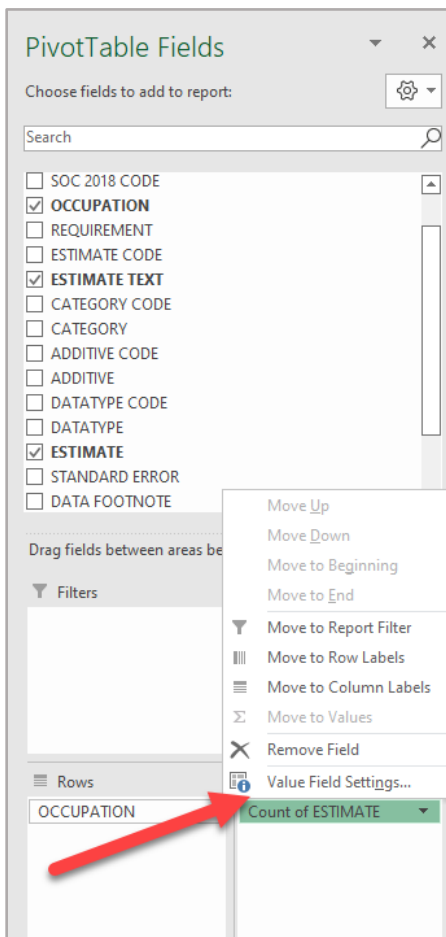 PivotTable Fields
Choose fields to add to report:
Search
SOC 2018 CODE
OCCUPATION
REQUIREMENT
ESTIMATE CODE
ESTIMATE TEXT
CATEGORY CODE
CATEGORY
ADDITIVE CODE
ADDITIVE
DATATYPE CODE
DATATYPE
ESTIMATE
STANDARD ERROR
DATA FOOTNOTE
Move Up
Move Down
Move to Beginning
Move to End
Move to Report Filter
Move to Row Labels
Move to Column Labels
Σ Move to Values
Remove Field
Value Field Settings...
Drag fields between areas be
Filters
Rows
OCCUPATION
Count of ESTIMATE